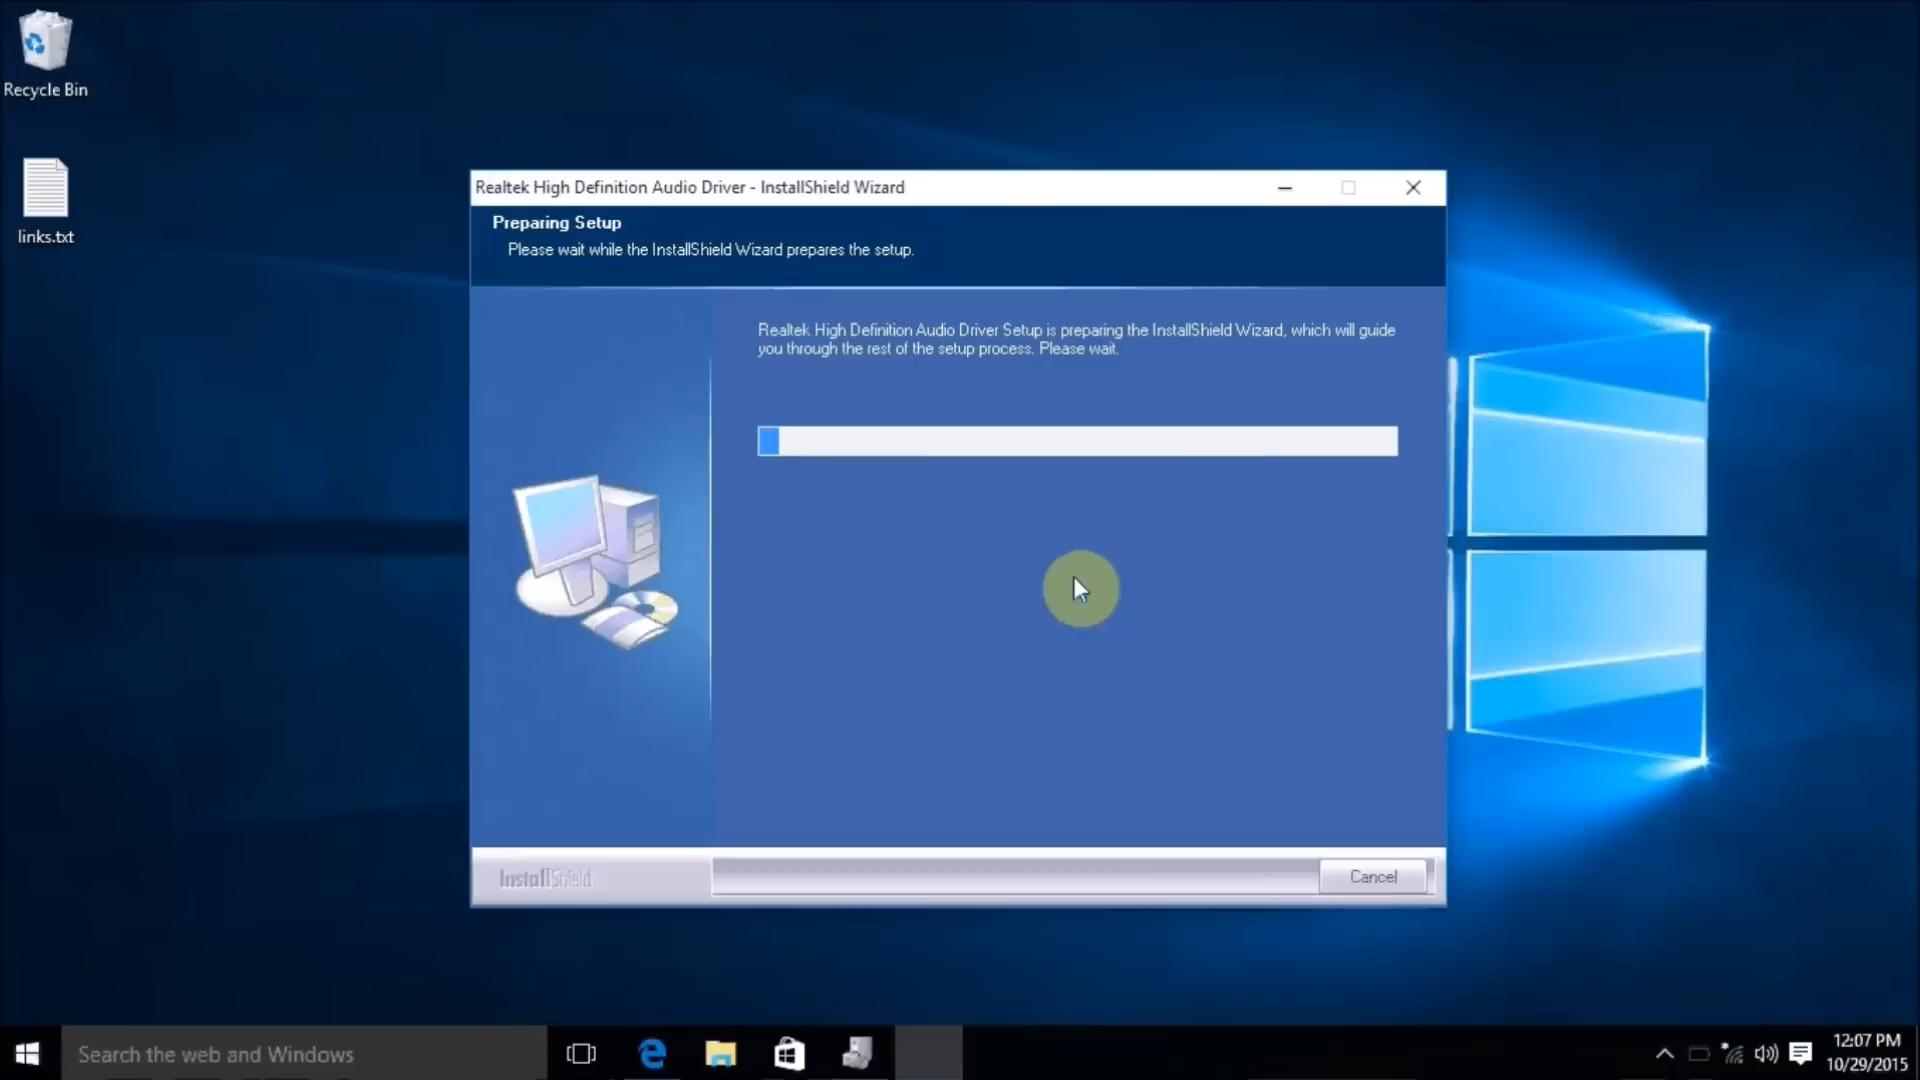 Recycle Bin
links.txt
Realtek High Definition Audio Driver - InstallShield Wizard
Preparing Setup
Please wait while the InstallShield Wizard prepares the setup.
Realtek High Definition Audio Driver Setup is preparing the InstallShield Wizard, which will guide
you through the rest of the setup process. Please wait.
InstallShield
Cancel
Search the web and Windows
12:07 PM
10/29/2015